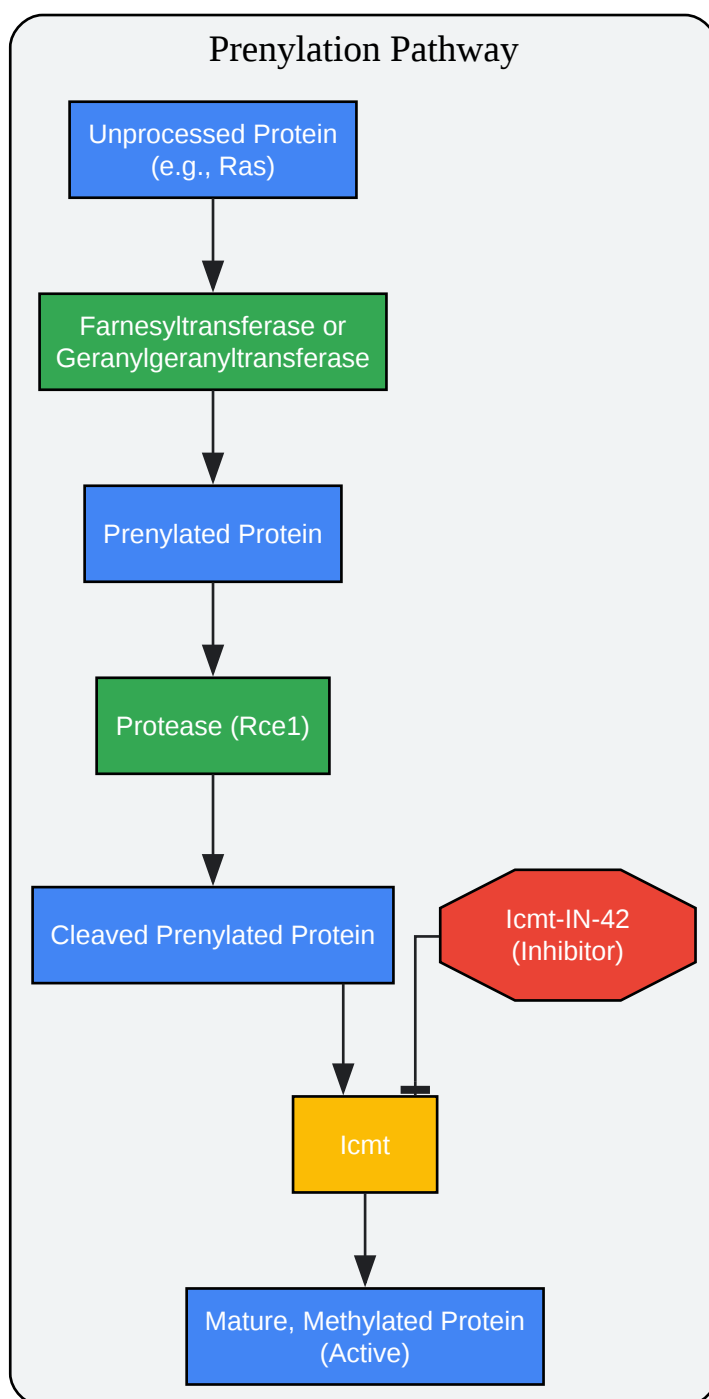 Prenylation Pathway
Unprocessed Protein
(e.g., Ras)
Farnesyltransferase or
Geranylgeranyltransferase
Prenylated Protein
Protease (Rce1)
Cleaved Prenylated Protein
Icmt-IN-42
(Inhibitor)
Icmt
Mature, Methylated Protein
(Active)